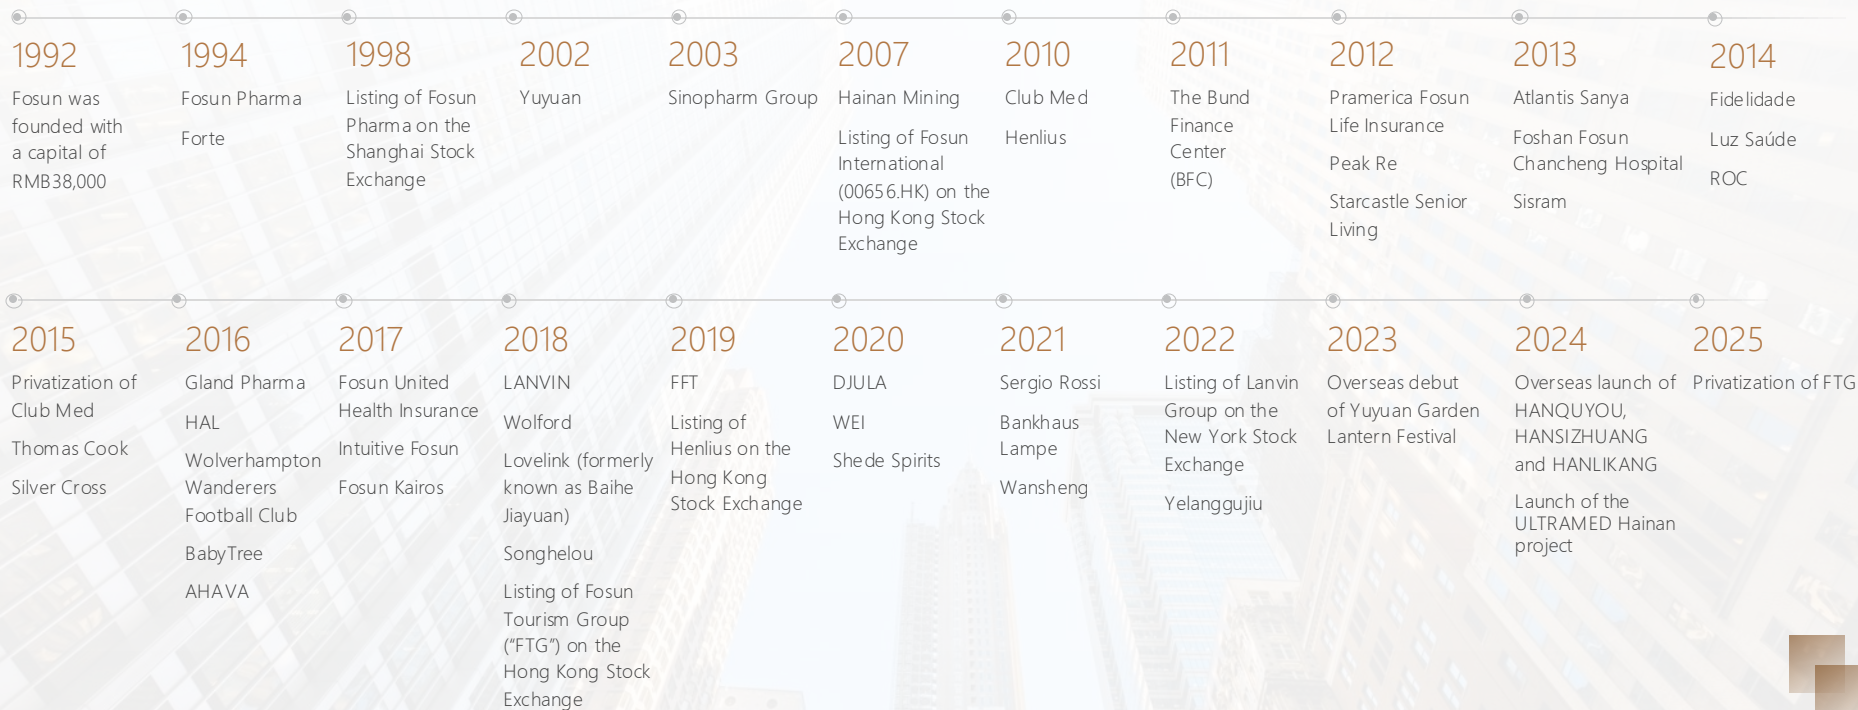 1992
Fosun was
founded with
a capital of
RMB38,000
1994
Fosun Pharma
Forte
1998
Listing of Fosun
Pharma on the
Shanghai Stock
Exchange
2002
Yuyuan
2003
Sinopharm Group
2007
Hainan Mining
Listing of Fosun
International
(00656.HK) on the
Hong Kong Stock
Exchange
2010
Club Med
Henlius
2011
The Bund
Finance
Center
(BFC)
2012
Pramerica Fosun
Life Insurance
Peak Re
Starcastle Senior
Living
2013
Atlantis Sanya
Foshan Fosun
Chancheng Hospital
Sisram
2014
Fidelidade
Luz Saúde
ROC
2015
Privatization of
Club Med
Thomas Cook
Silver Cross
2016
Gland Pharma
HAL
Wolverhampton
Wanderers
Football Club
BabyTree
AHAVA
2017
Fosun United
Health Insurance
Intuitive Fosun
Fosun Kairos
2018
LANVIN
Wolford
Lovelink (formerly
known as Baihe
Jiayuan)
Songhelou
Listing of Fosun
Tourism Group
(“FTG”) on the
Hong Kong Stock
Exchange
2019
FFT
Listing of
Henlius on the
Hong Kong
Stock Exchange
2020
DJULA
WEI
Shede Spirits
2021
Sergio Rossi
Bankhaus
Lampe
Wansheng
2022
Listing of Lanvin
Group on the
New York Stock
Exchange
Yelanggujiu
2023
Overseas debut
of Yuyuan Garden
Lantern Festival
2024
Overseas launch of
HANQUYOU,
HANSIZHUANG
and HANLIKANG
Launch of the
ULTRAMED Hainan
project
2025
Privatization of FTG